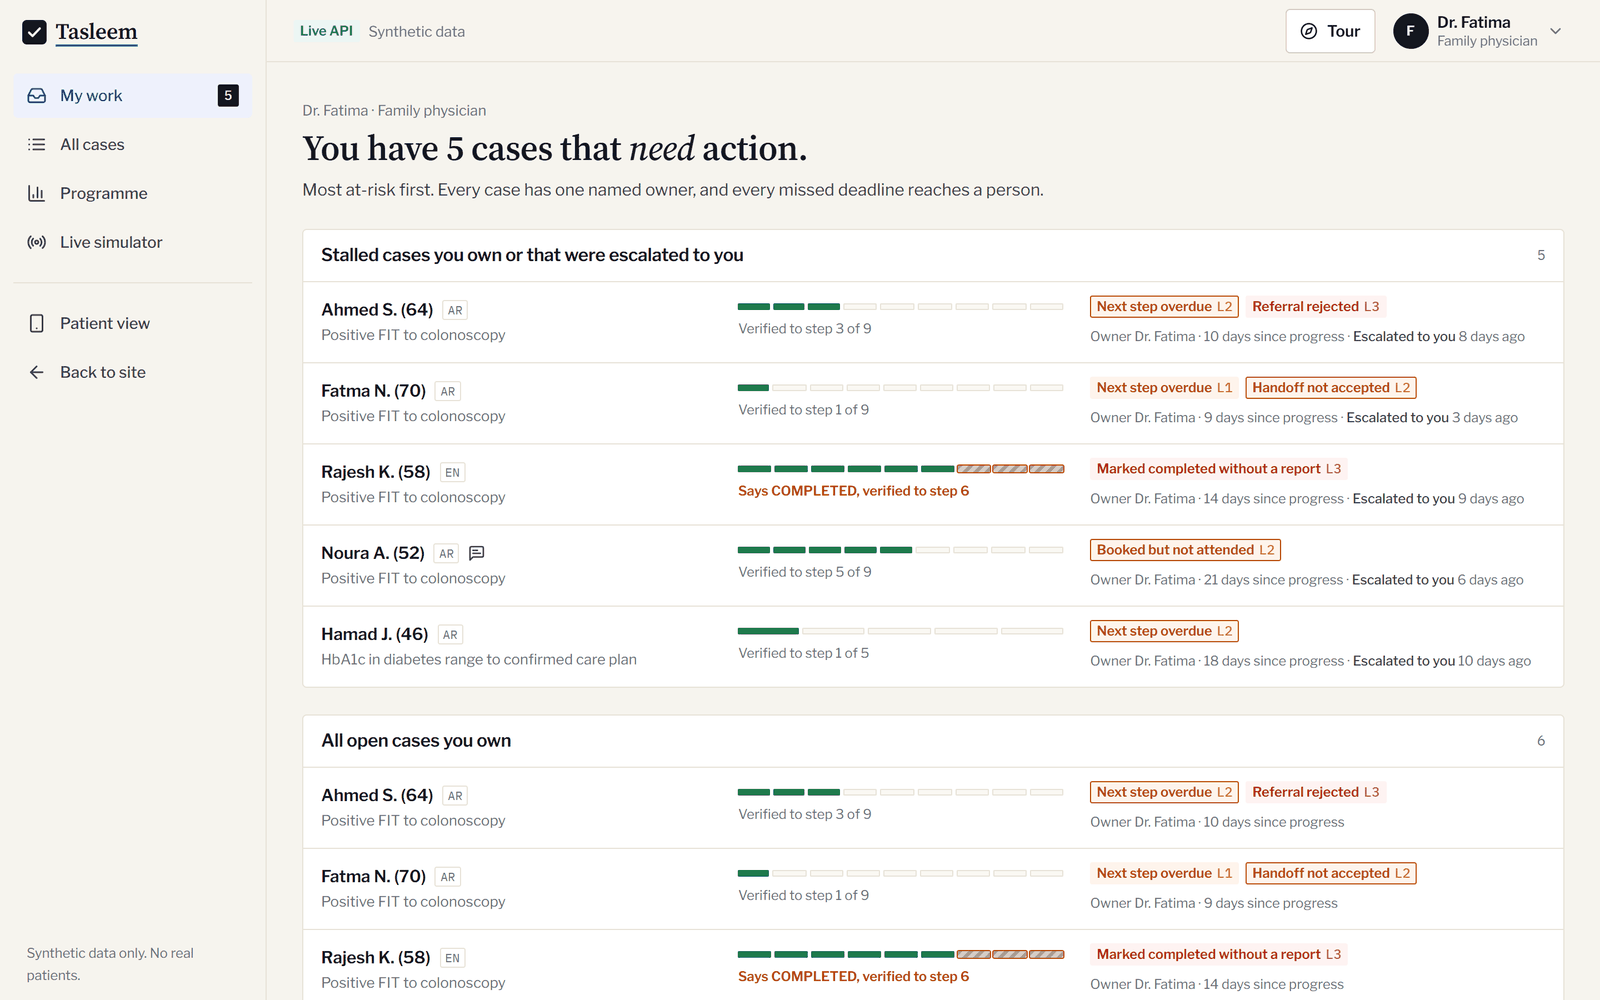 Tasleem
Live API
Synthetic data
Tour
F
Dr. Fatima
Family physician
My work
5
All cases
Programme
Live simulator
Patient view
Back to site
Synthetic data only. No real
patients.
Dr. Fatima · Family physician
You have 5 cases that need action.
Most at-risk first. Every case has one named owner, and every missed deadline reaches a person.
Stalled cases you own or that were escalated to you
5
Ahmed S. (64) AR
Positive FIT to colonoscopy
Verified to step 3 of 9
Next step overdue L2 Referral rejected L3
Owner Dr. Fatima · 10 days since progress · Escalated to you 8 days ago
Fatma N. (70) AR
Positive FIT to colonoscopy
Verified to step 1 of 9
Next step overdue L1 Handoff not accepted L2
Owner Dr. Fatima · 9 days since progress · Escalated to you 3 days ago
Rajesh K. (58) EN
Positive FIT to colonoscopy
Says COMPLETED, verified to step 6
Marked completed without a report L3
Owner Dr. Fatima · 14 days since progress · Escalated to you 9 days ago
Noura A. (52) AR
Positive FIT to colonoscopy
Verified to step 5 of 9
Booked but not attended L2
Owner Dr. Fatima · 21 days since progress · Escalated to you 6 days ago
Hamad J. (46) AR
HbA1c in diabetes range to confirmed care plan
Verified to step 1 of 5
Next step overdue L2
Owner Dr. Fatima · 18 days since progress · Escalated to you 10 days ago
All open cases you own
6
Ahmed S. (64) AR
Positive FIT to colonoscopy
Verified to step 3 of 9
Next step overdue L2 Referral rejected L3
Owner Dr. Fatima · 10 days since progress
Fatma N. (70) AR
Positive FIT to colonoscopy
Verified to step 1 of 9
Next step overdue L1 Handoff not accepted L2
Owner Dr. Fatima · 9 days since progress
Rajesh K. (58) EN
Positive FIT to colonoscopy
Says COMPLETED, verified to step 6
Marked completed without a report L3
Owner Dr. Fatima · 14 days since progress